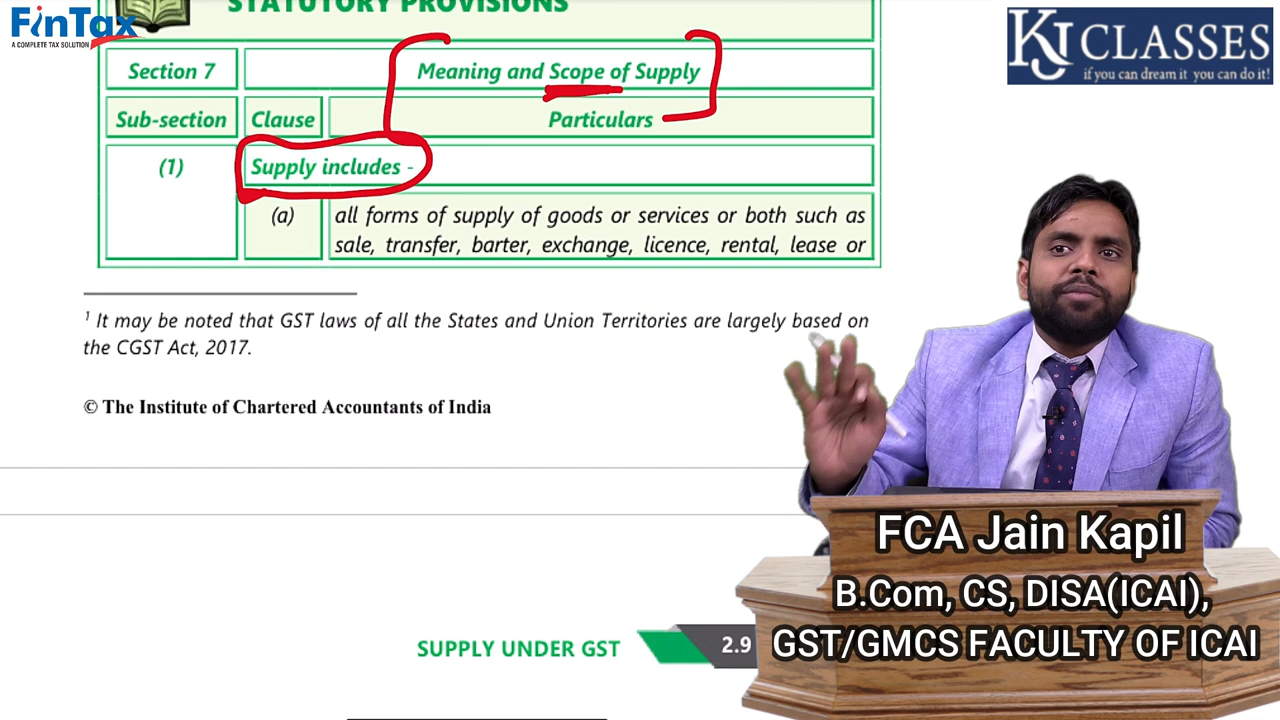 FinTax
A COMPLETE TAX SOLUTION
STATUTORY PROVISIONS
KJ CLASSES
if you can dream it you can do it!
Section 7
Meaning and Scope of Supply
Sub-section
Clause
Particulars
(1)
Supply includes -
(a)
all forms of supply of goods or services or both such as
sale, transfer, barter, exchange, licence, rental, lease or
1 It may be noted that GST laws of all the States and Union Territories are largely based on
the CGST Act, 2017.
© The Institute of Chartered Accountants of India
SUPPLY UNDER GST
2.9
FCA Jain Kapil
B.Com, CS, DISA(ICAI),
GST/GMCS FACULTY OF ICAI